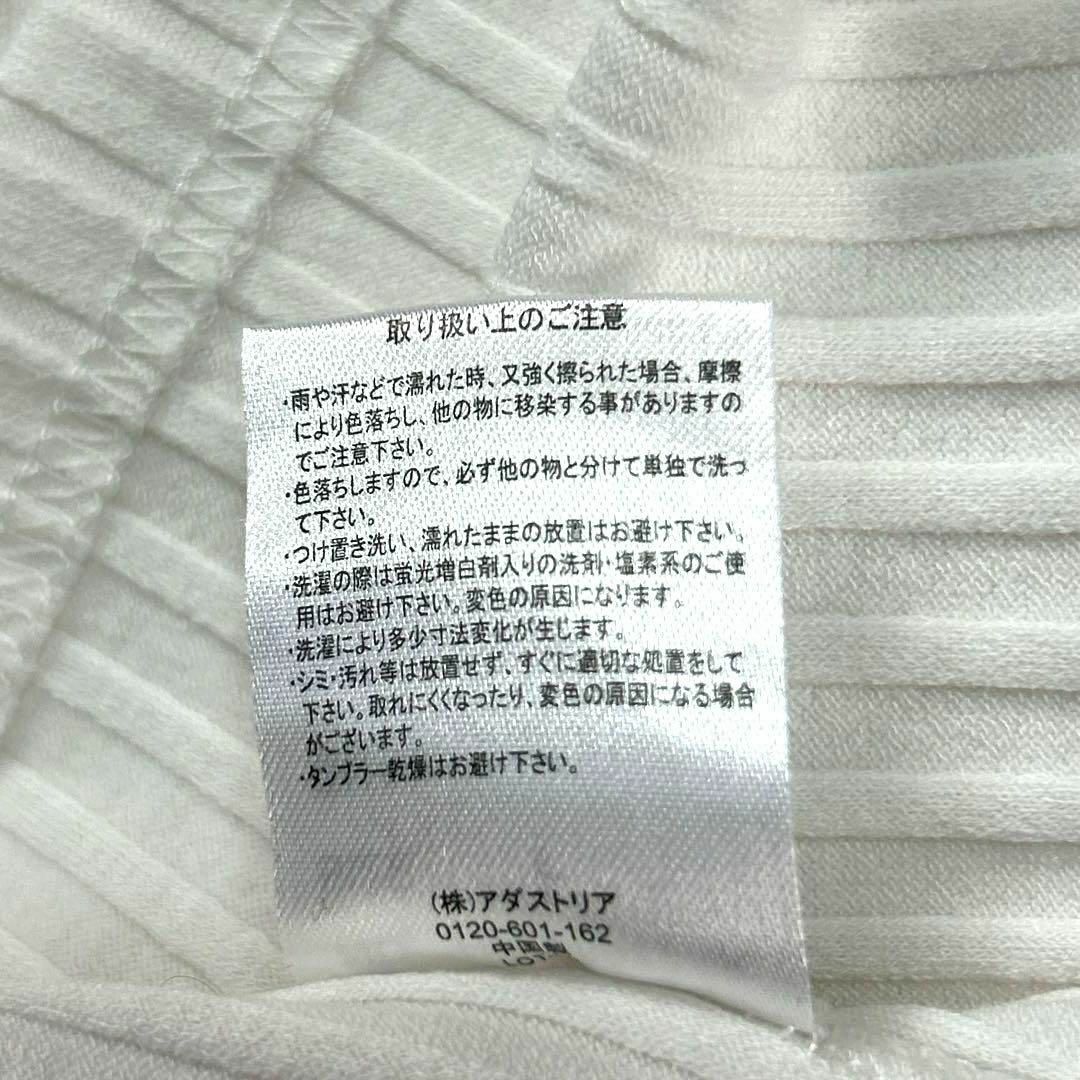 取り扱い上のご注意
・雨や汗などで濡れた時、又強く擦られた場合、摩擦
により色落ちし、他の物に移染する事がありますの
でご注意下さい。
・色落ちしますので、必ず他の物と分けて単独で洗っ
て下さい。
・つけ置き洗い、濡れたままの放置はお避け下さい。
・洗濯の際は蛍光増白剤入りの洗剤・塩素系のご使
用はお避け下さい。変色の原因になります。
・洗濯により多少寸法変化が生じます。
・シミ・汚れ等は放置せず、すぐに適切な処置をして
下さい。取れにくくなったり、変色の原因になる場合
がございます。
・タンブラー乾燥はお避け下さい。
(株)アダストリア
0120-601-162
中国製